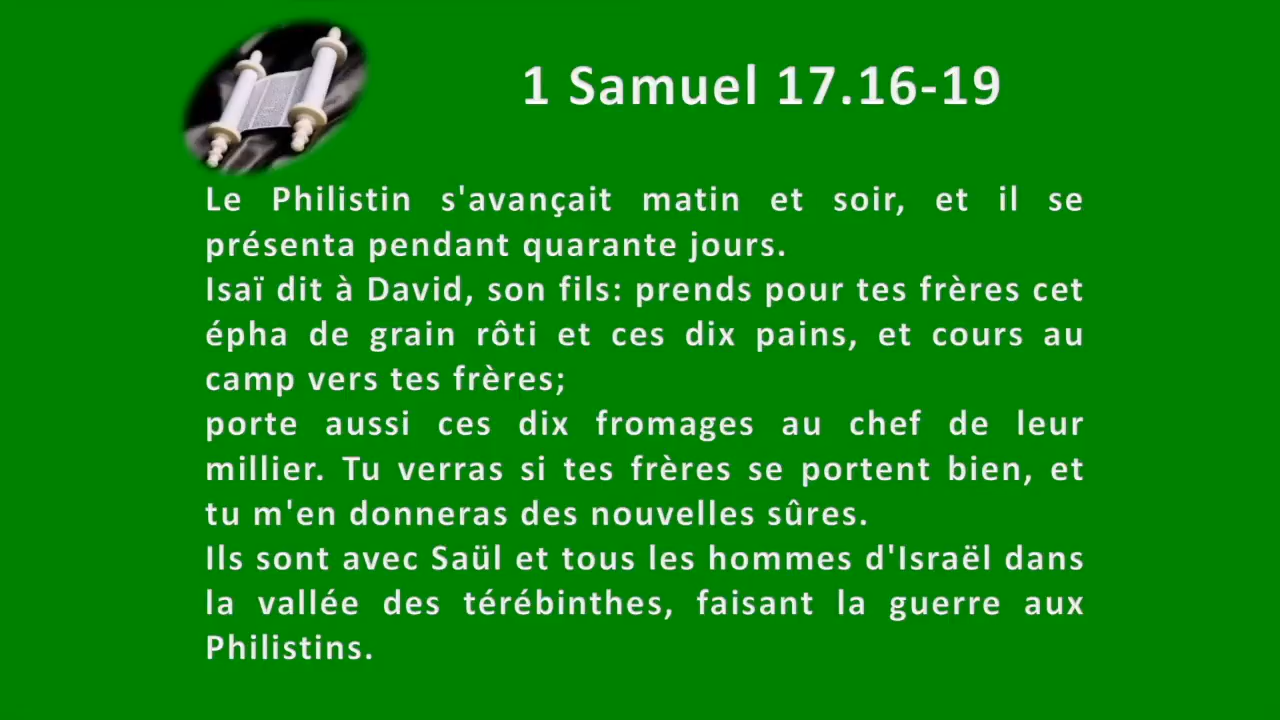 1 Samuel 17.16-19
Le Philistin s'avançait matin et soir, et il se
présenta pendant quarante jours.
Isaï dit à David, son fils: prends pour tes frères cet
épha de grain rôti et ces dix pains, et cours au
camp vers tes frères;
porte aussi ces dix fromages au chef de leur
millier. Tu verras si tes frères se portent bien, et
tu m'en donneras des nouvelles sûres.
Ils sont avec Saül et tous les hommes d'Israël dans
la vallée des térébinthes, faisant la guerre aux
Philistins.